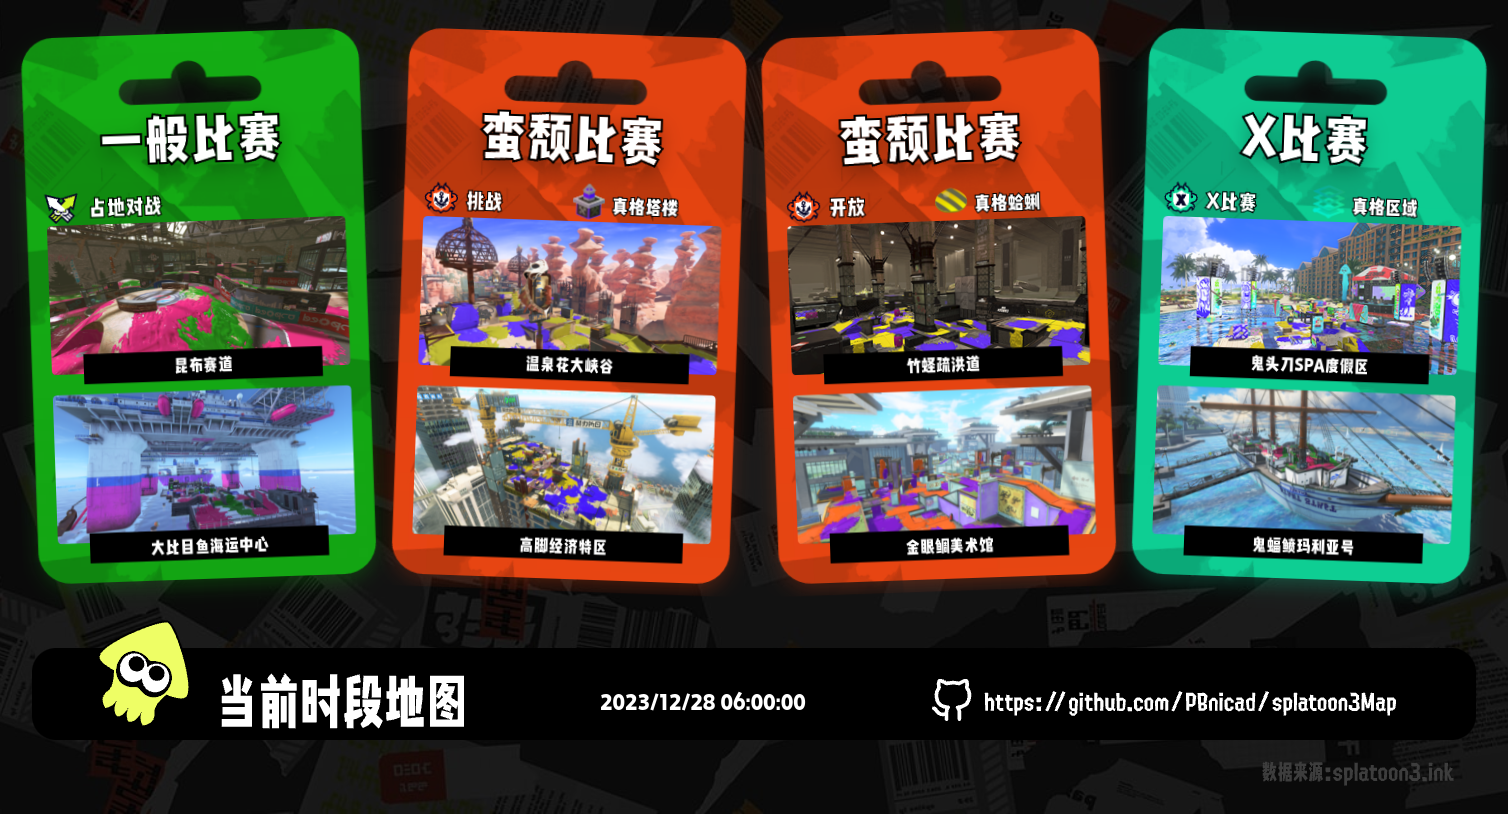 一般比赛
占地对战
昆布赛道
大比目鱼海运中心
蛮颓比赛
挑战
真格塔楼
温泉花大峡谷
高脚经济特区
蛮颓比赛
开放
真格蛤蜊
竹蛏疏洪道
金眼鲷美术馆
X比赛
X比赛
真格区域
鬼头刀SPA度假区
鬼蝠鲼玛利亚号
当前时段地图
2023/12/28 06:00:00
https://github.com/PBnicad/splatoon3Map
数据来源:splatoon3.ink